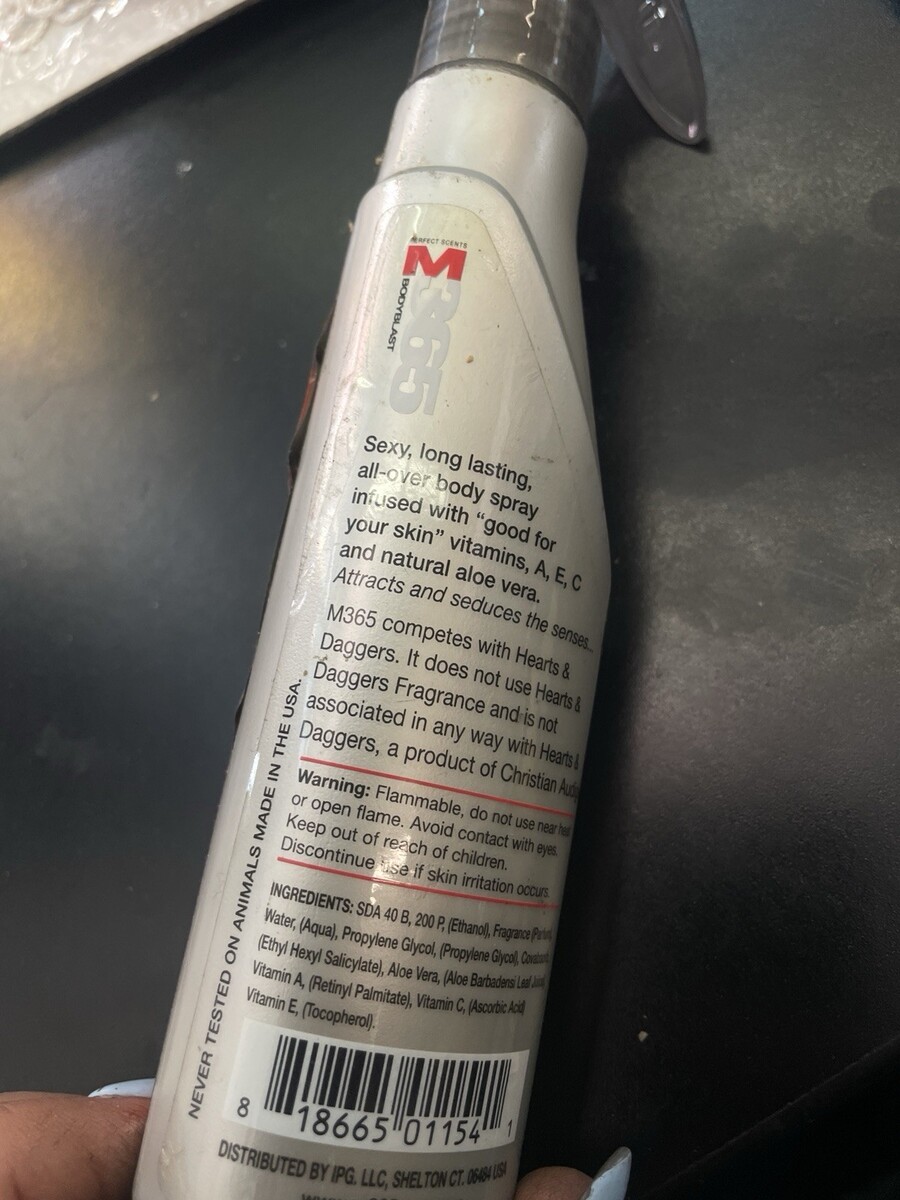 PERFECT SCENTS
M365
BODYBLAST
Sexy, long lasting,
all-over body spray
infused with “good for
your skin” vitamins, A, E, C
and natural aloe vera.
Attracts and seduces the senses...
M365 competes with Hearts &
Daggers. It does not use Hearts &
Daggers Fragrance and is not
associated in any way with Hearts &
Daggers, a product of Christian
Warning: Flammable, do not use near heat
or open flame. Avoid contact with eyes.
Keep out of reach of children.
Discontinue use if skin irritation occurs.
INGREDIENTS: SDA 40 B, 200 P, (Ethanol), Fragrance (Parfum),
Water, (Aqua), Propylene Glycol, (Propylene Glycol),
(Ethyl Hexyl Salicylate), Aloe Vera, (Aloe Barbadensi Leaf
Vitamin A, (Retinyl Palmitate), Vitamin C, (Ascorbic Acid)
Vitamin E, (Tocopherol).
NEVER TESTED ON ANIMALS MADE IN THE USA.
8 18665 01154 1
DISTRIBUTED BY IPG. LLC, SHELTON CT. 06484 USA